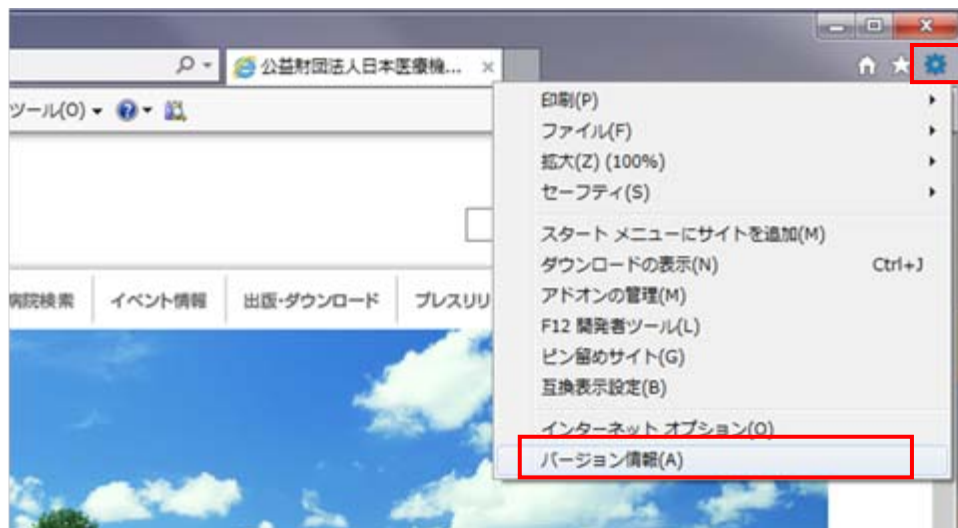 公益財団法人日本医療機...
ツール(O)
印刷(P)
ファイル(F)
拡大(Z) (100%)
セーフティ(S)
スタート メニューにサイトを追加(M)
ダウンロードの表示(N) Ctrl+J
アドオンの管理(M)
F12 開発者ツール(L)
ピン留めサイト(G)
互換表示設定(B)
インターネット オプション(O)
バージョン情報(A)
病院検索 イベント情報 出版・ダウンロード プレスリリ